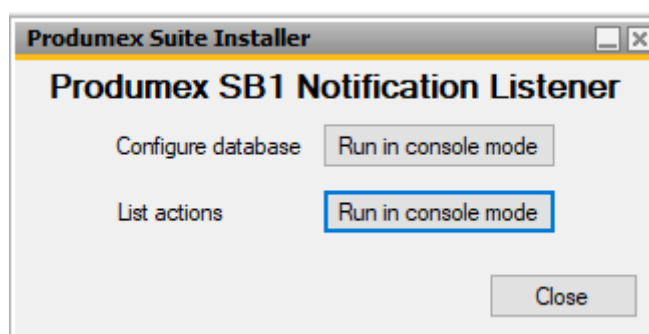 Produmex Suite Installer
Produmex SB1 Notification Listener
Configure database Run in console mode
List actions Run in console mode
Close